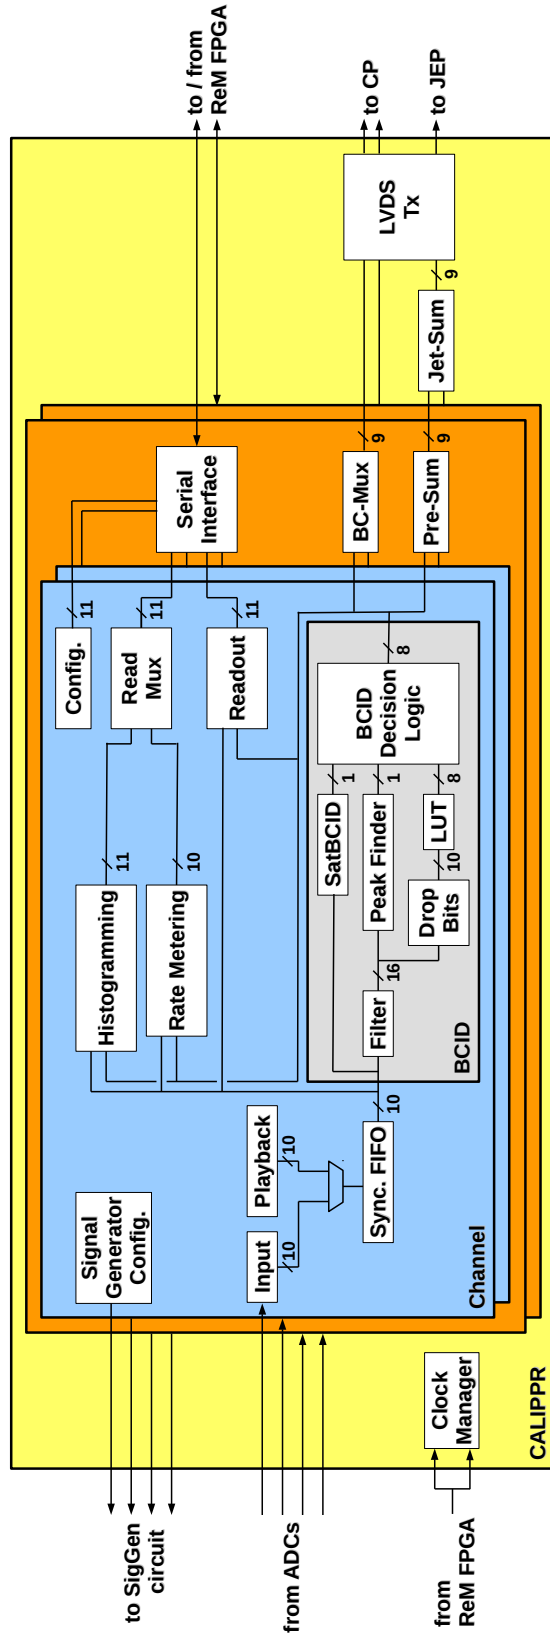 to SigGen
circuit
from ADCs
from
ReM FPGA
Signal
Generator
Config.
Input
10
Playback
10
Sync. FIFO
10
Clock
Manager
Histogramming
11
Rate Metering
10
Config.
11
Read
Mux
11
Readout
11
Filter
16
SatBCID
1
Peak Finder
1
Drop
Bits
10
LUT
8
BCID
Decision
Logic
8
BCID
Channel
Serial
Interface
BC-Mux
9
Pre-Sum
9
Jet-Sum
9
LVDS
Tx
CALIPPR
to / from
ReM FPGA
to CP
to JEP